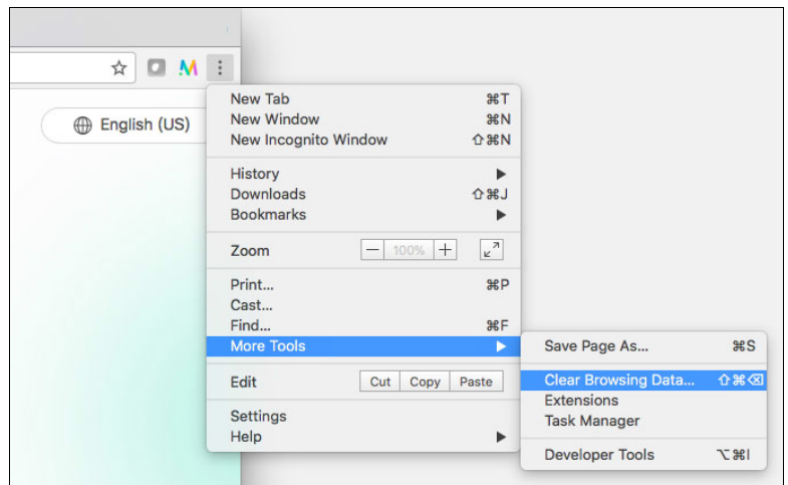 English (US)
New Tab ⌘T
New Window ⌘N
New Incognito Window ⇧⌘N
History ▶
Downloads ⇧⌘J
Bookmarks ▶
Zoom — 100% +
Print... ⌘P
Cast...
Find... ⌘F
More Tools ▶
Edit Cut Copy Paste
Settings
Help ▶
Save Page As... ⌘S
Clear Browsing Data... ⇧⌘⌫
Extensions
Task Manager
Developer Tools ⌥⌘I